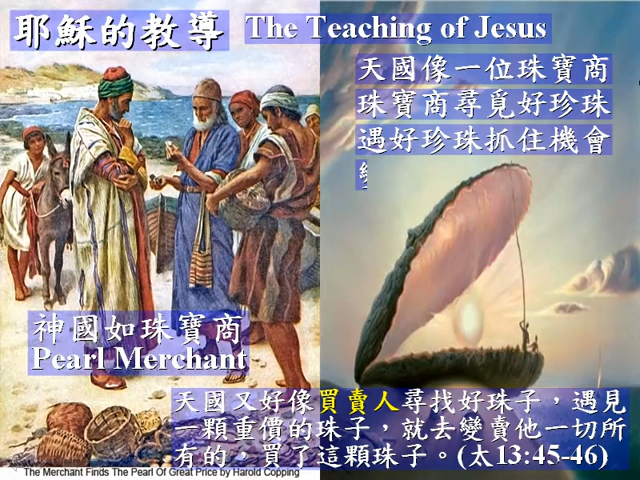 耶穌的教導
The Teaching of Jesus
天國像一位珠寶商
珠寶商尋覓好珍珠
遇好珍珠抓住機會
神國如珠寶商
Pearl Merchant
天國又好像買賣人尋找好珠子，遇見
一顆重價的珠子，就去變賣他一切所
有的，買了這顆珠子。(太13:45-46)
The Merchant Finds The Pearl Of Great Price by Harold Copping